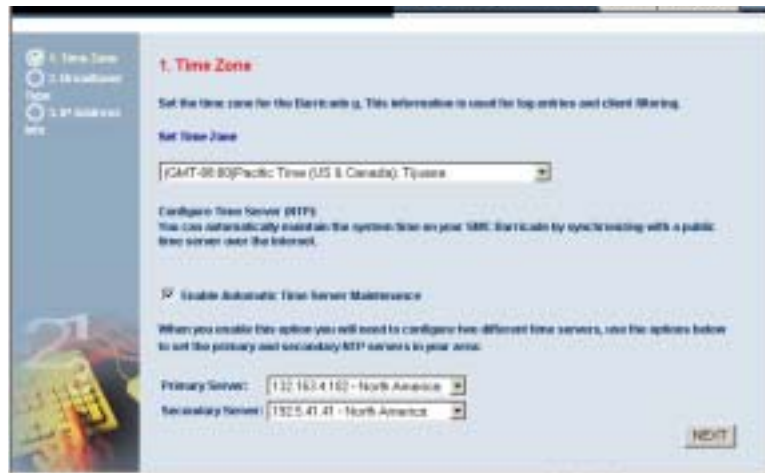 1. Time Zone
2. Broadband
Type
3. IP Address
Info
1. Time Zone
Set the time zone for the Barricade g. This information is used for log entries and client filtering.
Set Time Zone
(GMT-08:00)Pacific Time (US & Canada); Tijuana
Configure Time Server (NTP):
You can automatically maintain the system time on your SMC Barricade by synchronizing with a public
time server over the Internet.
Enable Automatic Time Server Maintenance
When you enable this option you will need to configure two different time servers, use the options below
to set the primary and secondary NTP servers in your area:
Primary Server: 132.163.4.102 - North America
Secondary Server: 192.5.41.41 - North America
NEXT